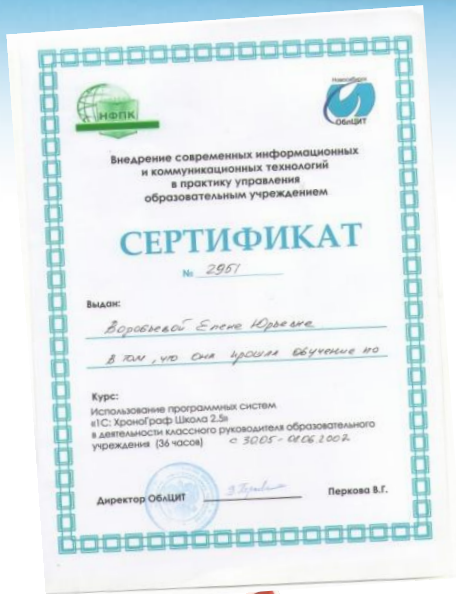 НФПК
Новосибирск
ОблЦИТ
Внедрение современных информационных
и коммуникационных технологий
в практику управления
образовательным учреждением
СЕРТИФИКАТ
№ 2951
Выдан:
Воробьевой Елене Юрьевне
в том, что она прошла обучение по
Курс:
Использование программных систем
«1С: ХроноГраф Школа 2.5»
в деятельности классного руководителя образовательного
учреждения (36 часов) с 30.05 - 01.06.2007
Директор ОблЦИТ Перкова В.Г.